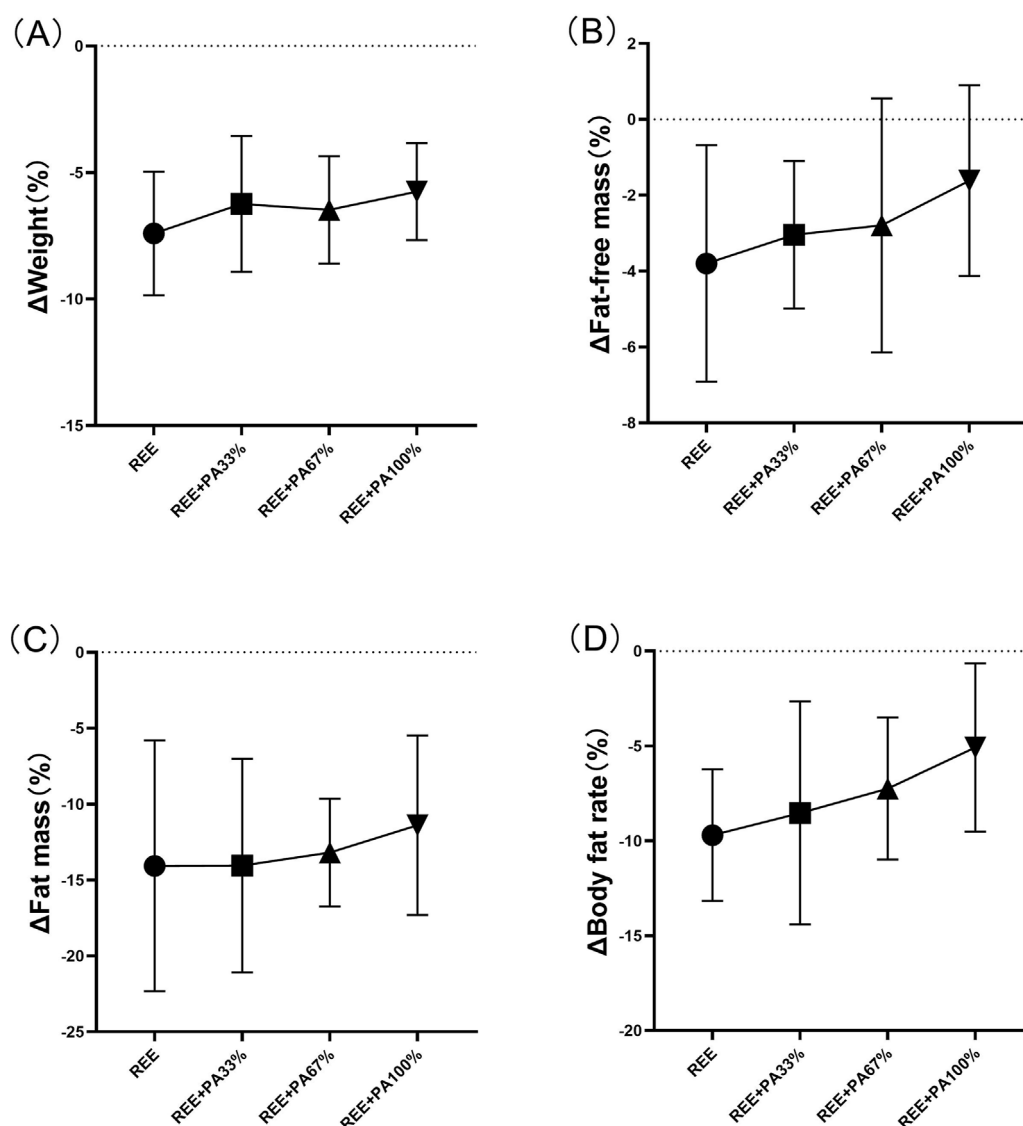 (A)
ΔWeight(%)
0
-5
-10
-15
REE
REE+PA33%
REE+PA67%
REE+PA100%
(B)
ΔFat-free mass(%)
2
0
-2
-4
-6
-8
REE
REE+PA33%
REE+PA67%
REE+PA100%
(C)
ΔFat mass(%)
0
-5
-10
-15
-20
-25
REE
REE+PA33%
REE+PA67%
REE+PA100%
(D)
ΔBody fat rate(%)
0
-5
-10
-15
-20
REE
REE+PA33%
REE+PA67%
REE+PA100%